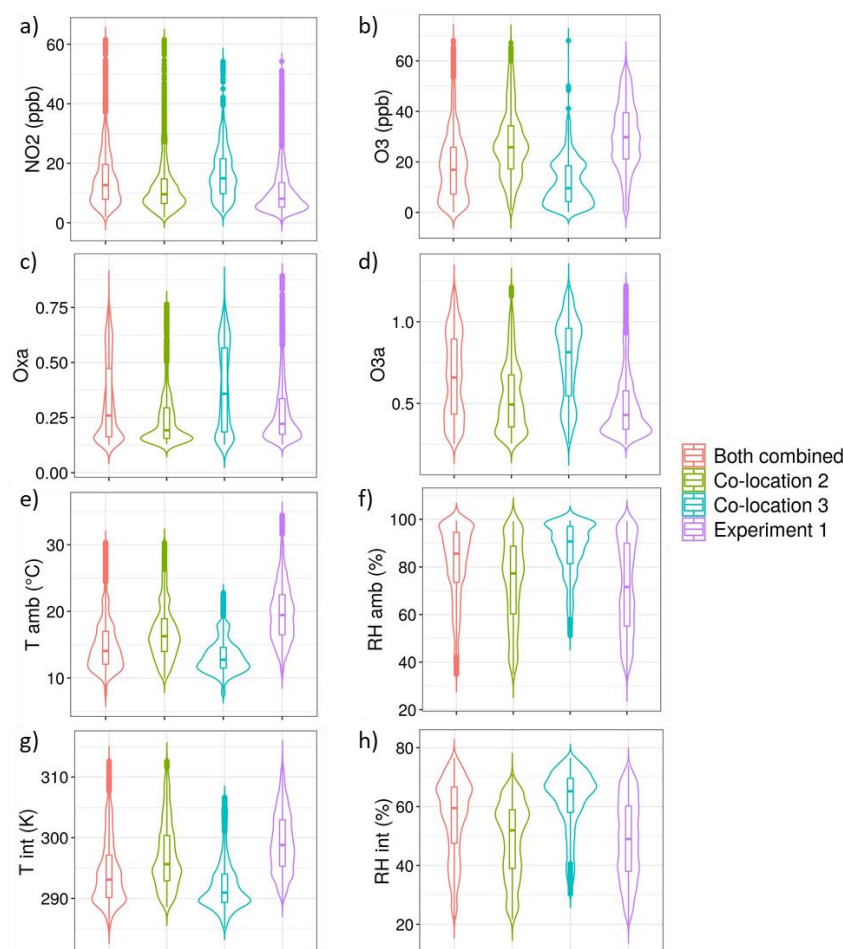 a)
60
40
20
0
NO2 (ppb)
b)
60
40
20
0
O3 (ppb)
c)
0.75
0.50
0.25
0.00
Oxa
d)
1.0
0.5
O3a
e)
30
20
10
T amb (°C)
f)
100
80
60
40
20
RH amb (%)
g)
310
300
290
T int (K)
h)
80
60
40
20
RH int (%)
Both combined
Co-location 2
Co-location 3
Experiment 1